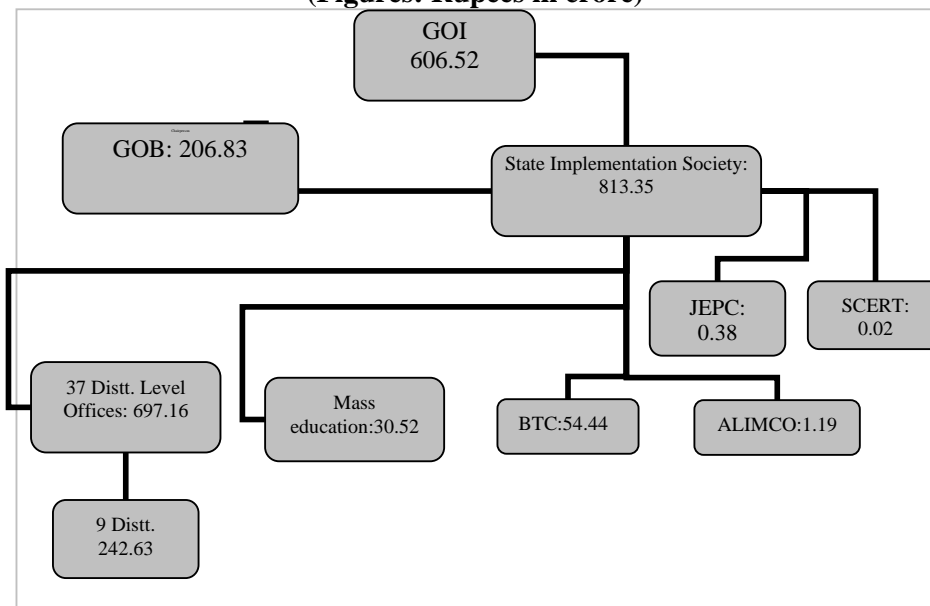 (Figures: Rupees in crore)
GOI
606.52
GOB: 206.83
State Implementation Society:
813.35
JEPC:
0.38
SCERT:
0.02
37 Distt. Level
Offices: 697.16
Mass
education:30.52
BTC:54.44
ALIMCO:1.19
9 Distt.
242.63